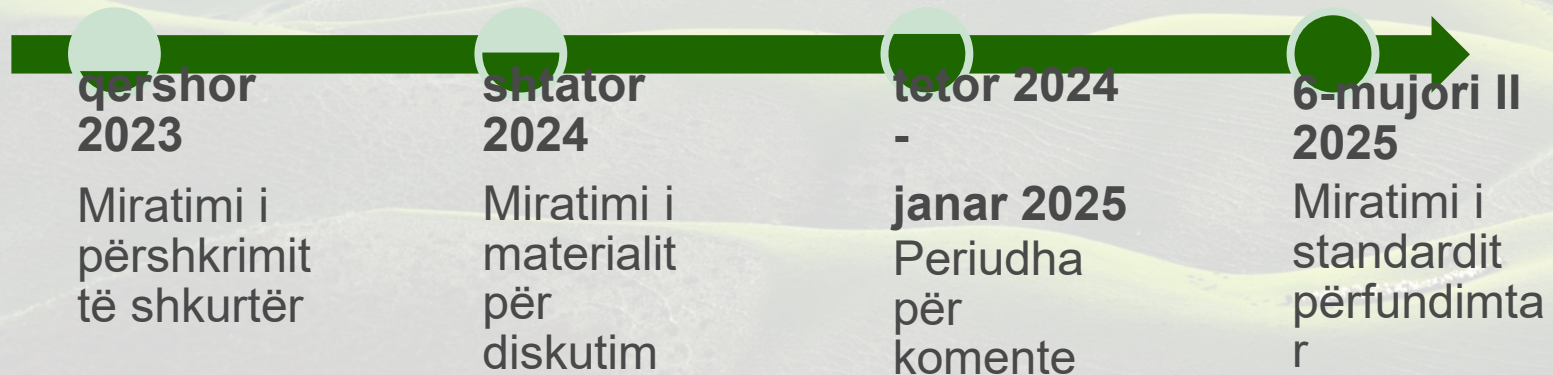 qershor
2023
Miratimi i
përshkrimit
të shkurtër
shtator
2024
Miratimi i
materialit
për
diskutim
tetor 2024
-
janar 2025
Periudha
për
komente
6-mujori II
2025
Miratimi i
standardit
përfundimta
r